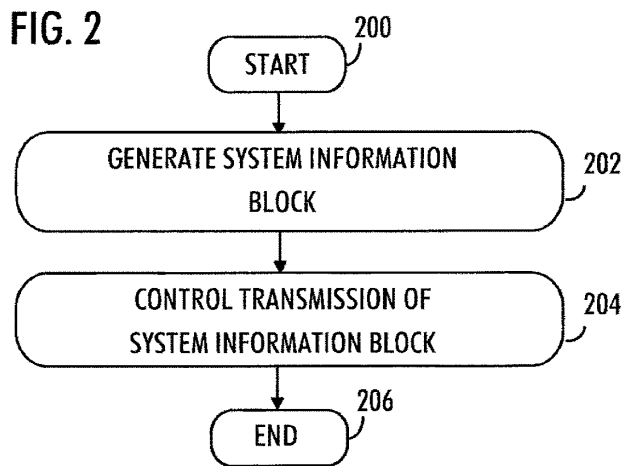 FIG. 2
200
START
GENERATE SYSTEM INFORMATION
BLOCK
202
CONTROL TRANSMISSION OF
SYSTEM INFORMATION BLOCK
204
206
END